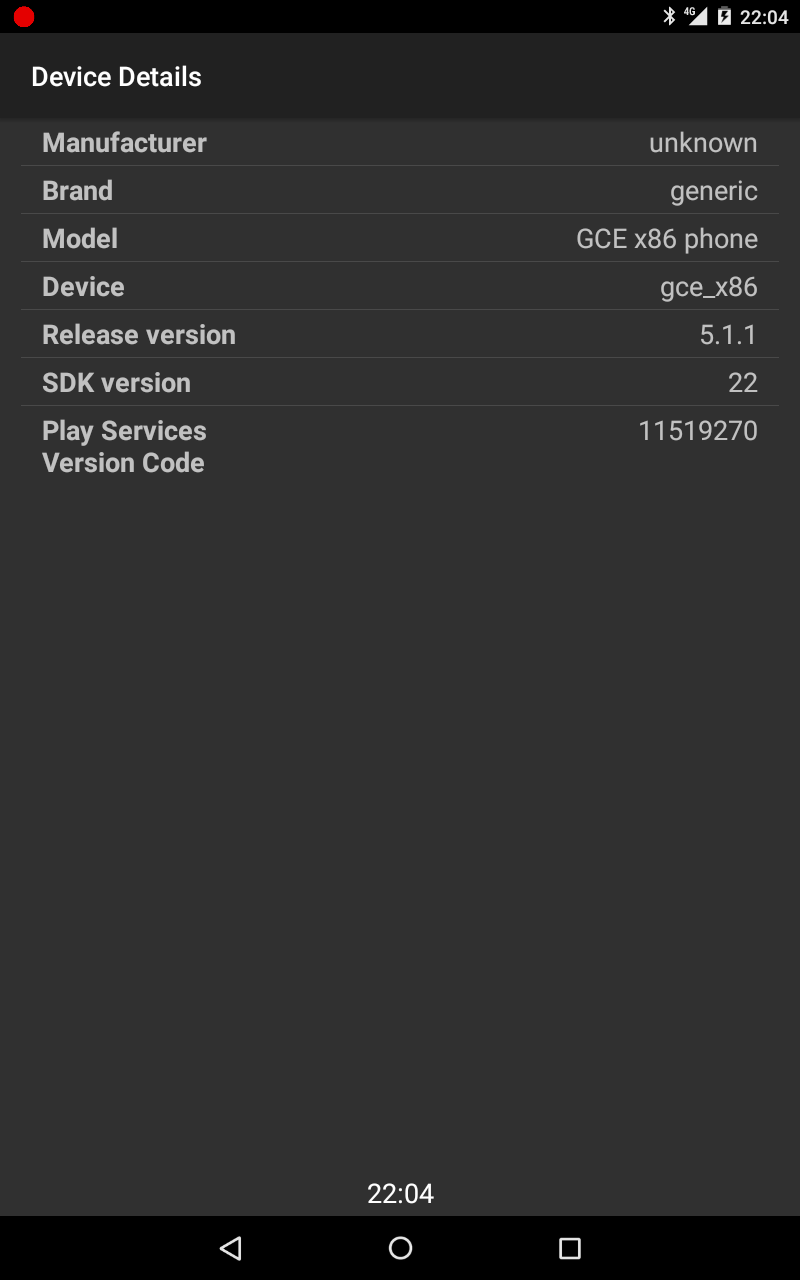 4G 22:04
Device Details
Manufacturer unknown
Brand generic
Model GCE x86 phone
Device gce_x86
Release version 5.1.1
SDK version 22
Play Services 11519270
Version Code
22:04